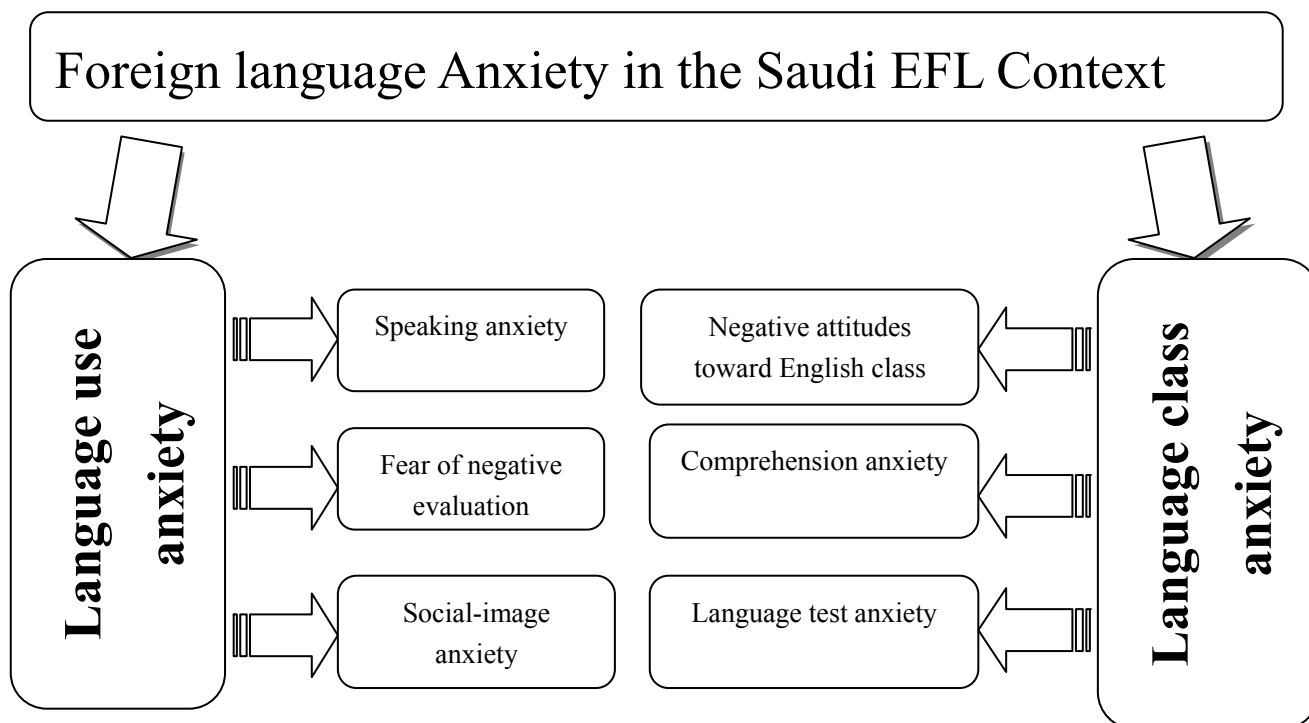 Foreign language Anxiety in the Saudi EFL Context
Language use
anxiety
Speaking anxiety
Fear of negative
evaluation
Social-image
anxiety
Negative attitudes
toward English class
Comprehension anxiety
Language test anxiety
Language class
anxiety